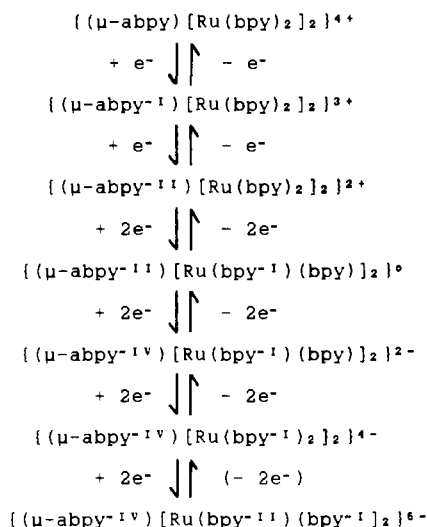 {(μ-abpy)[Ru(bpy)₂]₂}⁴⁺
+ e⁻ - e⁻
{(μ-abpy⁻ᴵ)[Ru(bpy)₂]₂}³⁺
+ e⁻ - e⁻
{(μ-abpy⁻ᴵᴵ)[Ru(bpy)₂]₂}²⁺
+ 2e⁻ - 2e⁻
{(μ-abpy⁻ᴵᴵ)[Ru(bpy⁻ᴵ)(bpy)]₂}⁰
+ 2e⁻ - 2e⁻
{(μ-abpy⁻ᴵⱽ)[Ru(bpy⁻ᴵ)(bpy)]₂}²⁻
+ 2e⁻ - 2e⁻
{(μ-abpy⁻ᴵⱽ)[Ru(bpy⁻ᴵ)₂]₂}⁴⁻
+ 2e⁻ (- 2e⁻)
{(μ-abpy⁻ᴵⱽ)[Ru(bpy⁻ᴵᴵ)(bpy⁻ᴵ]₂}⁶⁻